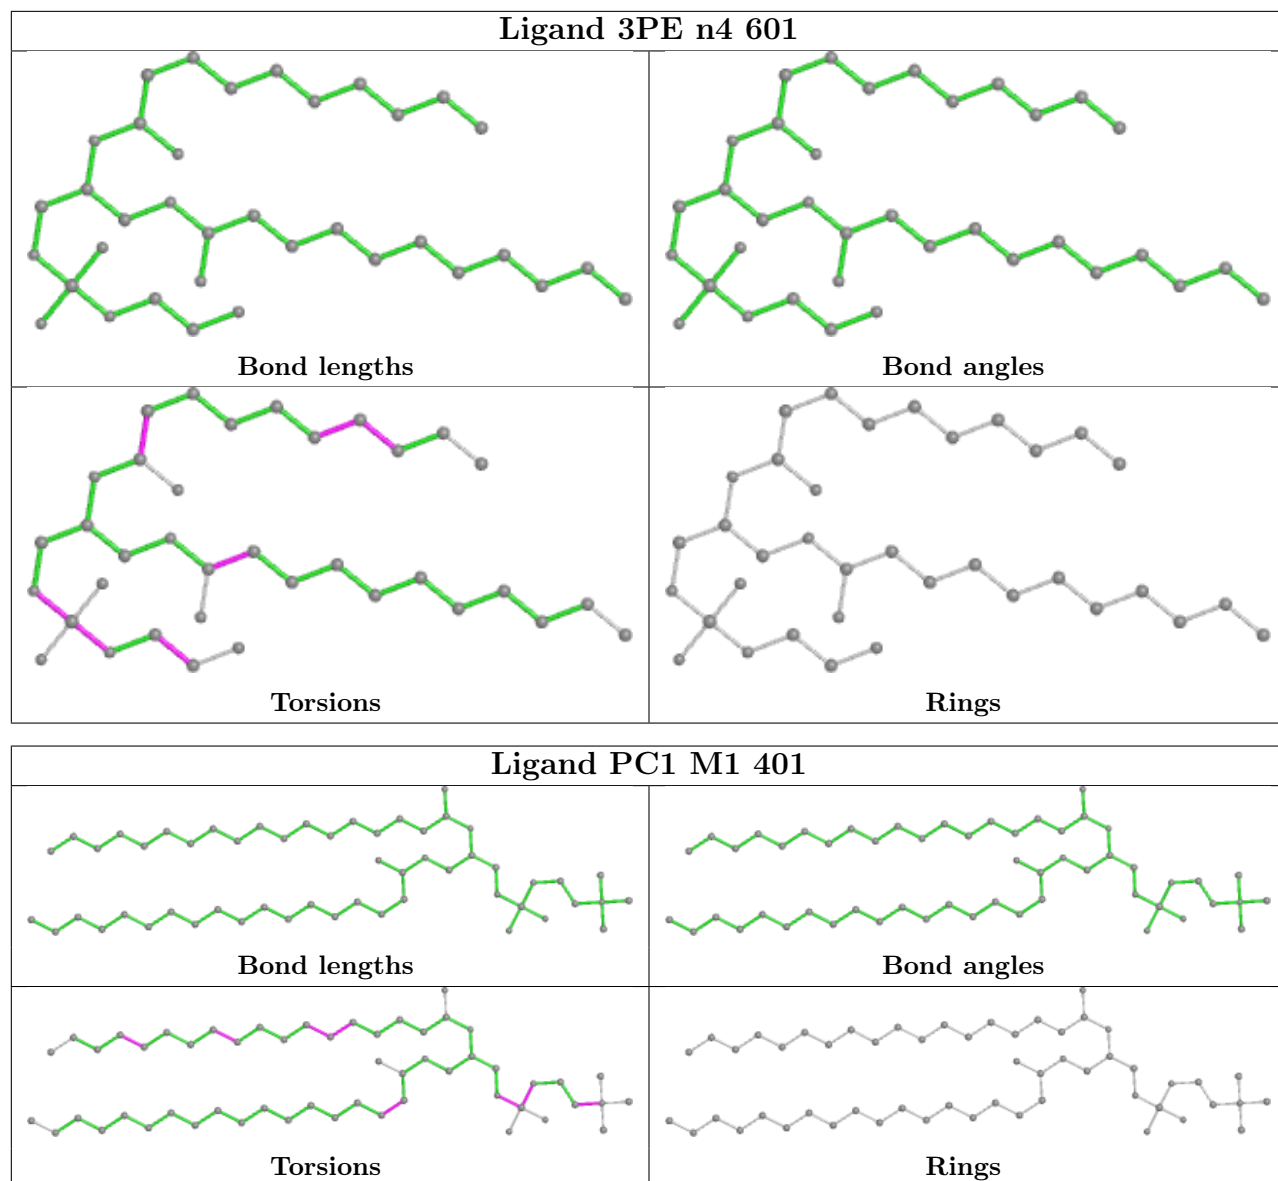 Ligand 3PE n4 601
Bond lengths
Bond angles
Torsions
Rings
Ligand PC1 M1 401
Bond lengths
Bond angles
Torsions
Rings